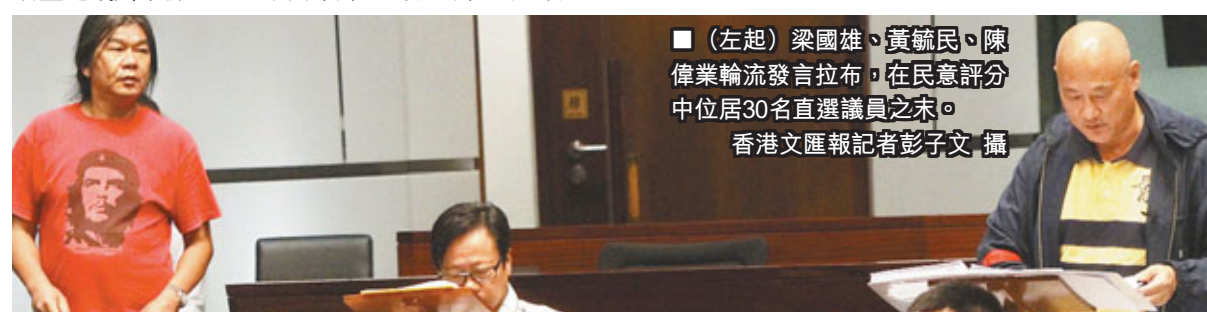 ■（左起）梁國雄、黃毓民、陳
偉業輪流發言拉布，在民意評分
中位居30名直選議員之末。
香港文匯報記者彭子文 攝